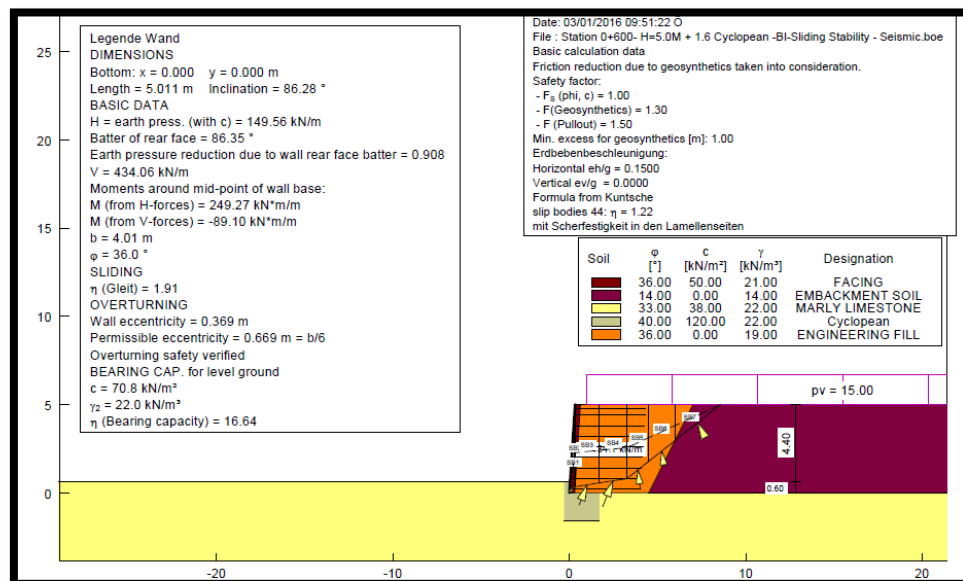 25
20
15
10
5
0
-20
-10
0
10
20
Legende Wand
DIMENSIONS
Bottom: x = 0.000 y = 0.000 m
Length = 5.011 m Inclination = 86.28 °
BASIC DATA
H = earth press. (with c) = 149.56 kN/m
Batter of rear face = 86.35 °
Earth pressure reduction due to wall rear face batter = 0.908
V = 434.06 kN/m
Moments around mid-point of wall base:
M (from H-forces) = 249.27 kN*m/m
M (from V-forces) = -89.10 kN*m/m
b = 4.01 m
φ = 36.0 °
SLIDING
η (Gleit) = 1.91
OVERTURNING
Wall eccentricity = 0.369 m
Permissible eccentricity = 0.669 m = b/6
Overturning safety verified
BEARING CAP. for level ground
c = 70.8 kN/m²
γ₂ = 22.0 kN/m³
η (Bearing capacity) = 16.64
Date: 03/01/2016 09:51:22 Ö
File : Station 0+600- H=5.0M + 1.6 Cyclopean -BI-Sliding Stability - Seismic.boe
Basic calculation data
Friction reduction due to geosynthetics taken into consideration.
Safety factor:
- Fₛ (phi, c) = 1.00
- F(Geosynthetics) = 1.30
- F (Pullout) = 1.50
Min. excess for geosynthetics [m]: 1.00
Erdbebenbeschleunigung:
Horizontal eh/g = 0.1500
Vertical ev/g = 0.0000
Formula from Kuntsche
slip bodies 44: η = 1.22
mit Scherfestigkeit in den Lamellenseiten
Soil φ [°] c [kN/m²] γ [kN/m³] Designation
36.00 50.00 21.00 FACING
14.00 0.00 14.00 EMBACKMENT SOIL
33.00 38.00 22.00 MARLY LIMESTONE
40.00 120.00 22.00 Cyclopean
36.00 0.00 19.00 ENGINEERING FILL
pv = 15.00
SB7
SB6
SB5
SB4
SB3
SB1
kN/m
4.40
0.60